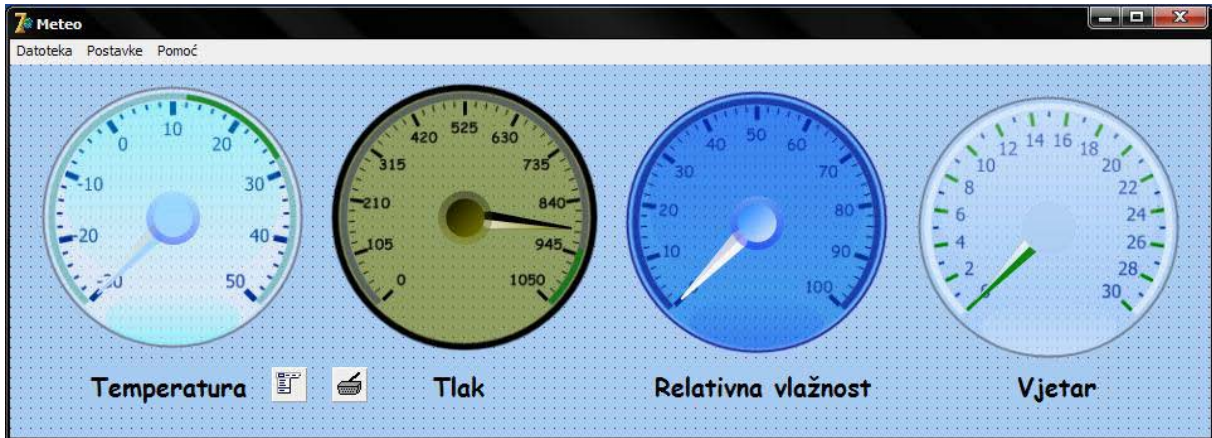 Meteo
Datoteka Postavke Pomoć
-30 -20 -10 0 10 20 30 40 50
0 105 210 315 420 525 630 735 840 945 1050
10 20 30 40 50 60 70 80 90 100
0 2 4 6 8 10 12 14 16 18 20 22 24 26 28 30
Temperatura Tlak Relativna vlažnost Vjetar